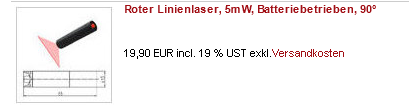 Roter Linienlaser, 5mW, Batteriebetrieben, 90°
19,90 EUR incl. 19 % UST exkl.Versandkosten